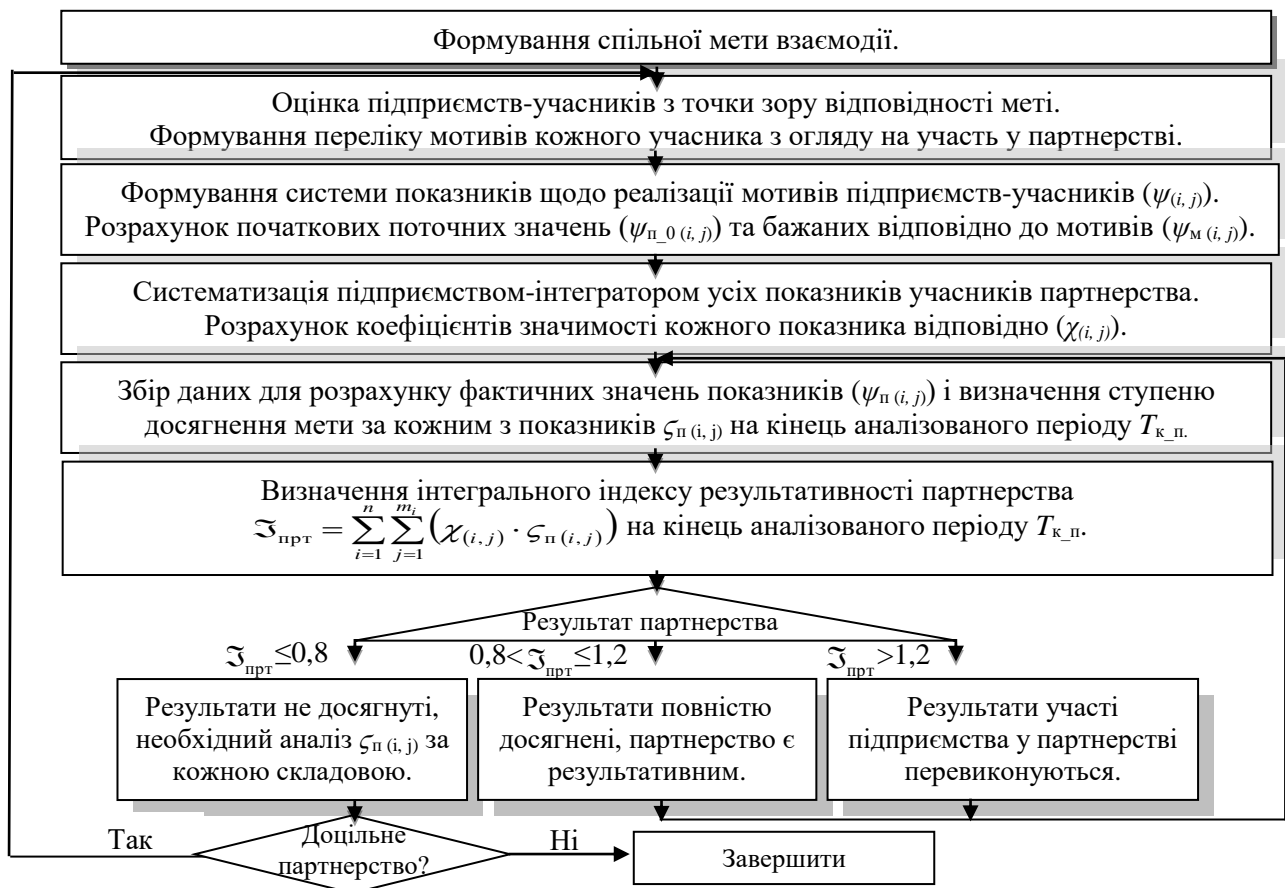 Формування спільної мети взаємодії.
Оцінка підприємств-учасників з точки зору відповідності меті.
Формування переліку мотивів кожного учасника з огляду на участь у партнерстві.
Формування системи показників щодо реалізації мотивів підприємств-учасників (ψ(i, j)).
Розрахунок початкових поточних значень (ψп_0 (i, j)) та бажаних відповідно до мотивів (ψм (i, j)).
Систематизація підприємством-інтегратором усіх показників учасників партнерства.
Розрахунок коефіцієнтів значимості кожного показника відповідно (χ(i, j)).
Збір даних для розрахунку фактичних значень показників (ψп (i, j)) і визначення ступеню
досягнення мети за кожним з показників ςп (i, j) на кінець аналізованого періоду Tк_п.
Визначення інтегрального індексу результативності партнерства
ℑпрт = ∑i=1n ∑j=1mi (χ(i, j) · ςп (i, j)) на кінець аналізованого періоду Tк_п.
Результат партнерства
ℑпрт ≤0,8
0,8< ℑпрт ≤1,2
ℑпрт >1,2
Результати не досягнуті,
необхідний аналіз ςп (i, j) за
кожною складовою.
Результати повністю
досягнені, партнерство є
результативним.
Результати участі
підприємства у партнерстві
перевиконуються.
Так
Доцільне
партнерство?
Ні
Завершити